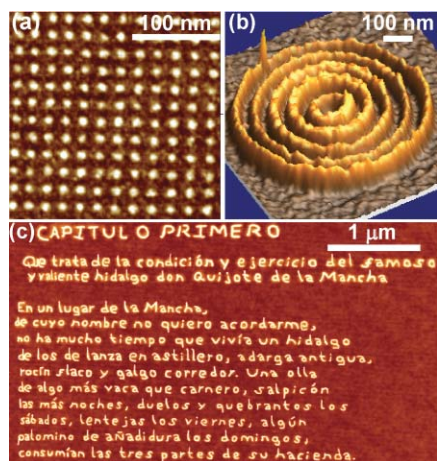 (a) 100 nm
(b) 100 nm
(c) CAPITULO PRIMERO 1 μm
Que trata de la condición y ejercicio del famoso
y valiente hidalgo don Quijote de la Mancha
En un lugar de la Mancha,
de cuyo nombre no quiero acordarme,
no ha mucho tiempo que vivía un hidalgo
de los de lanza en astillero, adarga antigua,
rocín flaco y galgo corredor. Una olla
de algo más vaca que carnero, salpicón
las más noches, duelos y quebrantos los
sábados, lentejas los viernes, algún
palomino de añadidura los domingos,
consumían las tres partes de su hacienda.